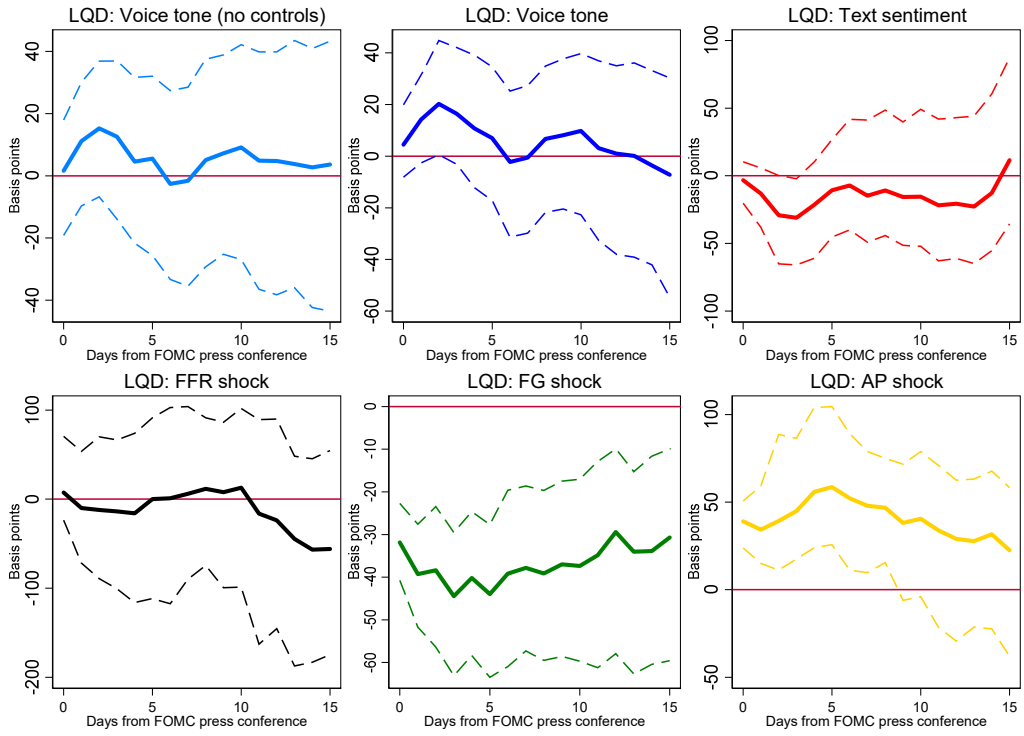 LQD: Voice tone (no controls)
Basis points
40
20
0
-20
-40
0 5 10 15
Days from FOMC press conference
LQD: Voice tone
Basis points
40
20
0
-20
-40
-60
0 5 10 15
Days from FOMC press conference
LQD: Text sentiment
Basis points
100
50
0
-50
-100
0 5 10 15
Days from FOMC press conference
LQD: FFR shock
Basis points
100
0
-100
-200
0 5 10 15
Days from FOMC press conference
LQD: FG shock
Basis points
0
-10
-20
-30
-40
-50
-60
0 5 10 15
Days from FOMC press conference
LQD: AP shock
Basis points
100
50
0
-50
0 5 10 15
Days from FOMC press conference